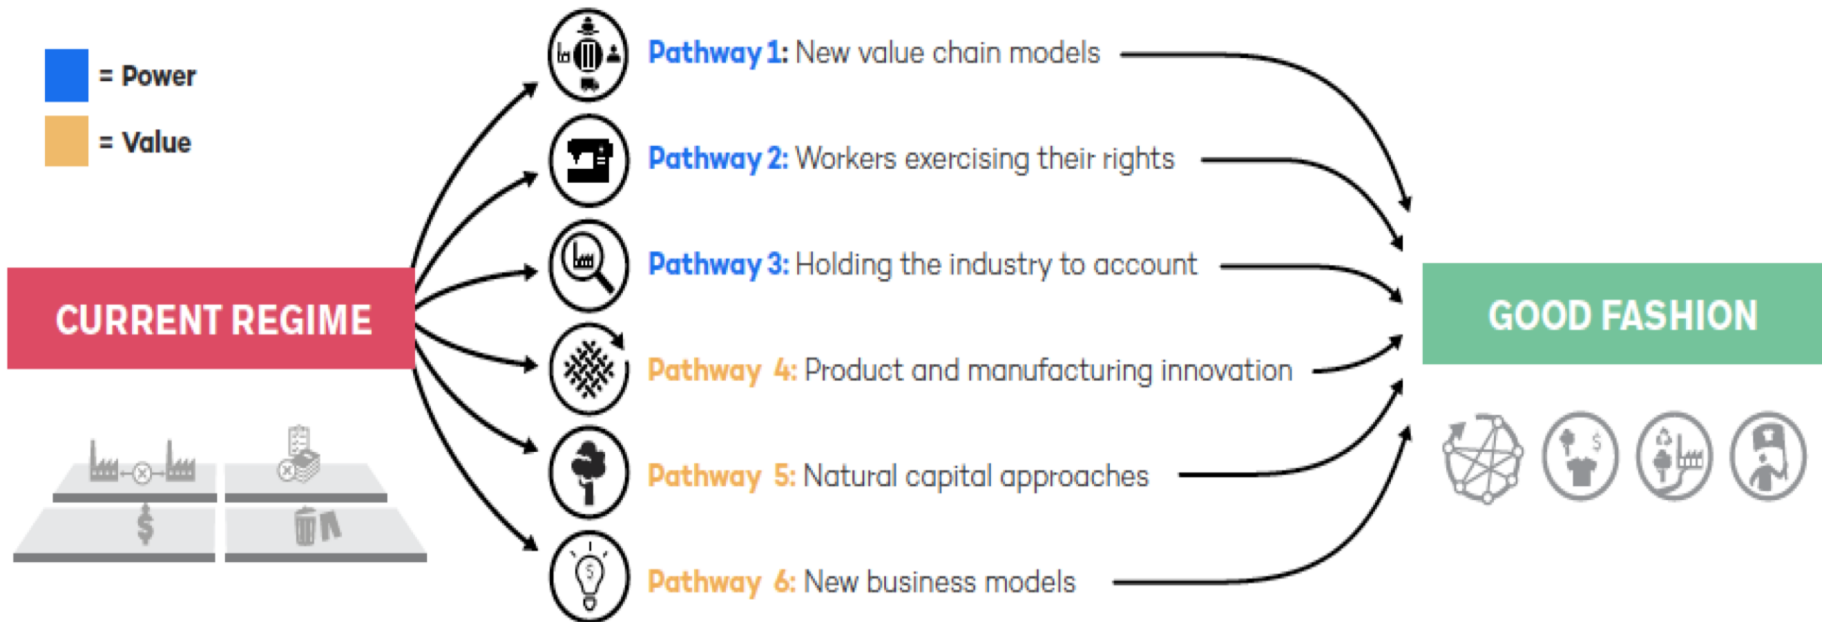 = Power
= Value
CURRENT REGIME
Pathway 1: New value chain models
Pathway 2: Workers exercising their rights
Pathway 3: Holding the industry to account
Pathway 4: Product and manufacturing innovation
Pathway 5: Natural capital approaches
Pathway 6: New business models
GOOD FASHION
$
$
$